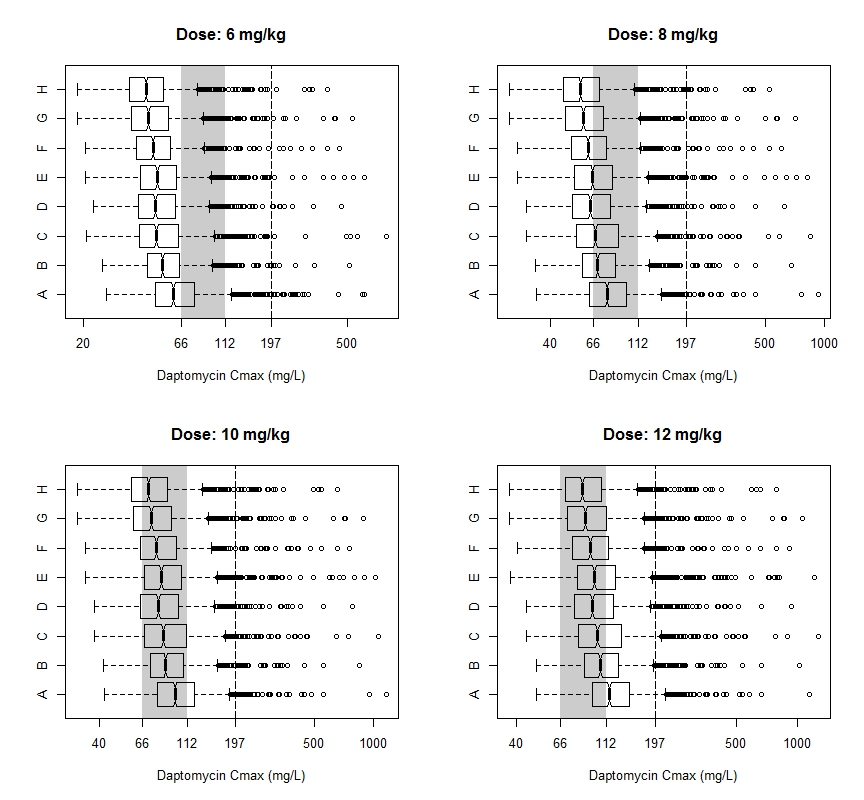 Dose: 6 mg/kg
H
G
F
E
D
C
B
A
20 66 112 197 500
Daptomycin Cmax (mg/L)
Dose: 8 mg/kg
H
G
F
E
D
C
B
A
40 66 112 197 500 1000
Daptomycin Cmax (mg/L)
Dose: 10 mg/kg
H
G
F
E
D
C
B
A
40 66 112 197 500 1000
Daptomycin Cmax (mg/L)
Dose: 12 mg/kg
H
G
F
E
D
C
B
A
40 66 112 197 500 1000
Daptomycin Cmax (mg/L)